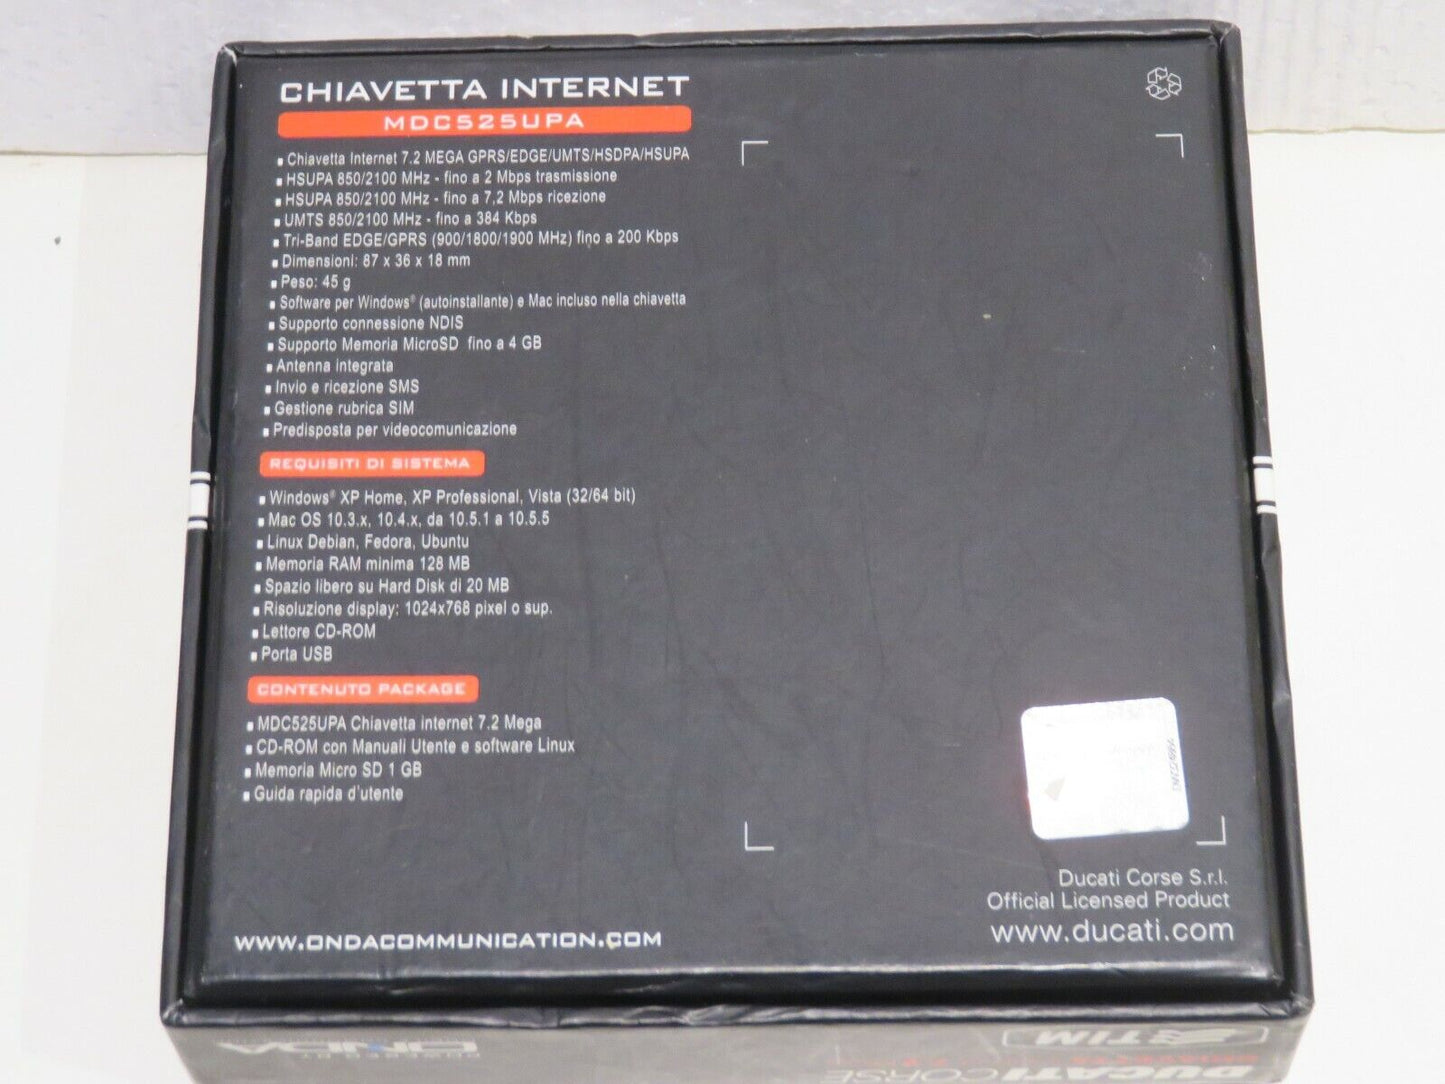 CHIAVETTA INTERNET
MDC525UPA
Chiavetta Internet 7.2 MEGA GPRS/EDGE/UMTS/HSDPA/HSUPA
HSUPA 850/2100 MHz - fino a 2 Mbps trasmissione
HSUPA 850/2100 MHz - fino a 7,2 Mbps ricezione
UMTS 850/2100 MHz - fino a 384 Kbps
Tri-Band EDGE/GPRS (900/1800/1900 MHz) fino a 200 Kbps
Dimensioni: 87 x 36 x 18 mm
Peso: 45 g
Software per Windows® (autoinstallante) e Mac incluso nella chiavetta
Supporto connessione NDIS
Supporto Memoria MicroSD fino a 4 GB
Antenna integrata
Invio e ricezione SMS
Gestione rubrica SIM
Predisposta per videocomunicazione
REQUISITI DI SISTEMA
Windows® XP Home, XP Professional, Vista (32/64 bit)
Mac OS 10.3.x, 10.4.x, da 10.5.1 a 10.5.5
Linux Debian, Fedora, Ubuntu
Memoria RAM minima 128 MB
Spazio libero su Hard Disk di 20 MB
Risoluzione display: 1024x768 pixel o sup.
Lettore CD-ROM
Porta USB
CONTENUTO PACKAGE
MDC525UPA Chiavetta internet 7.2 Mega
CD-ROM con Manuali Utente e software Linux
Memoria Micro SD 1 GB
Guida rapida d'utente
WWW.ONDACOMMUNICATION.COM
Ducati Corse S.r.l.
Official Licensed Product
www.ducati.com
TIM
ONDA
DUCATICORSE